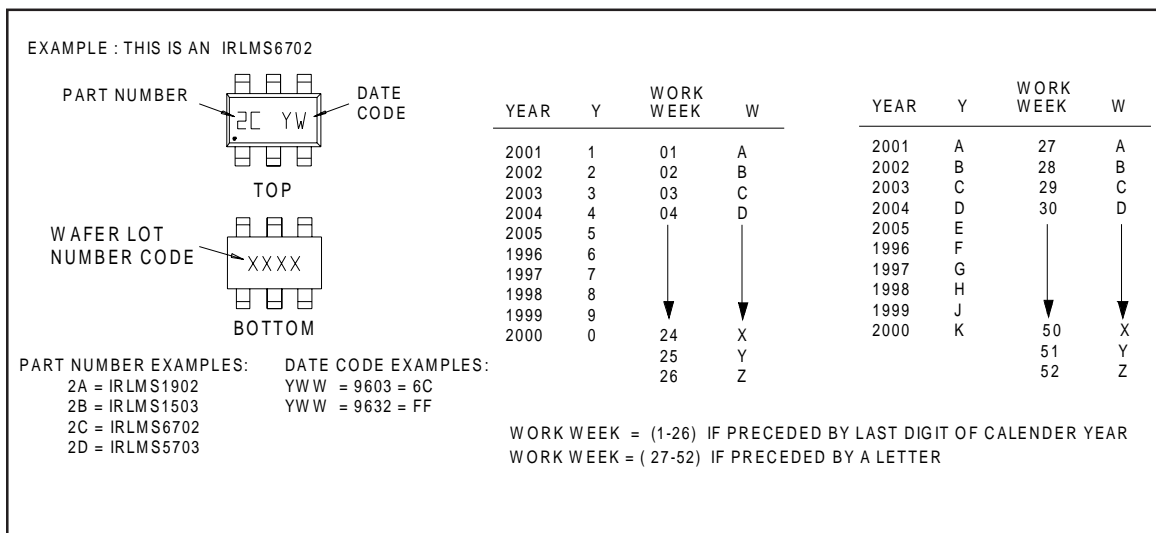 EXAMPLE : THIS IS AN IRLMS6702
PART NUMBER
DATE
CODE
2C YW
TOP
WAFER LOT
NUMBER CODE
XXXX
BOTTOM
PART NUMBER EXAMPLES:
2A = IRLMS1902
2B = IRLMS1503
2C = IRLMS6702
2D = IRLMS5703
DATE CODE EXAMPLES:
YWW = 9603 = 6C
YWW = 9632 = FF
YEAR Y WORK WEEK W
2001 1 01 A
2002 2 02 B
2003 3 03 C
2004 4 04 D
2005 5
1996 6
1997 7
1998 8
1999 9
2000 0 24 X
25 Y
26 Z
YEAR Y WORK WEEK W
2001 A 27 A
2002 B 28 B
2003 C 29 C
2004 D 30 D
2005 E
1996 F
1997 G
1998 H
1999 J
2000 K 50 X
51 Y
52 Z
WORK WEEK = (1-26) IF PRECEDED BY LAST DIGIT OF CALENDER YEAR
WORK WEEK = ( 27-52) IF PRECEDED BY A LETTER